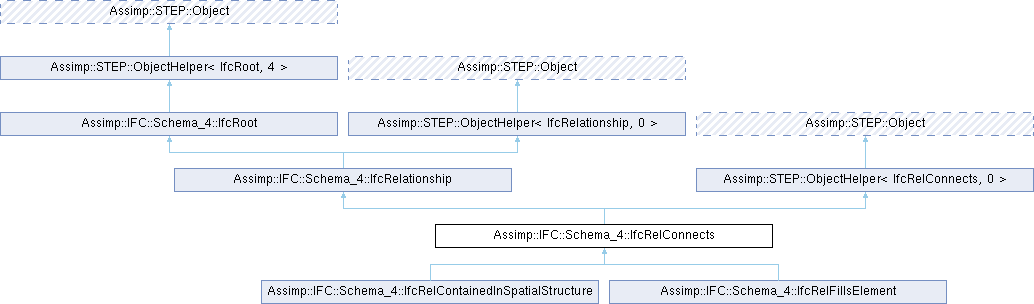 Assimp::STEP::Object
Assimp::STEP::ObjectHelper< IfcRoot, 4 >
Assimp::STEP::Object
Assimp::IFC::Schema_4::IfcRoot
Assimp::STEP::ObjectHelper< IfcRelationship, 0 >
Assimp::STEP::Object
Assimp::IFC::Schema_4::IfcRelationship
Assimp::STEP::ObjectHelper< IfcRelConnects, 0 >
Assimp::IFC::Schema_4::IfcRelConnects
Assimp::IFC::Schema_4::IfcRelContainedInSpatialStructure
Assimp::IFC::Schema_4::IfcRelFillsElement